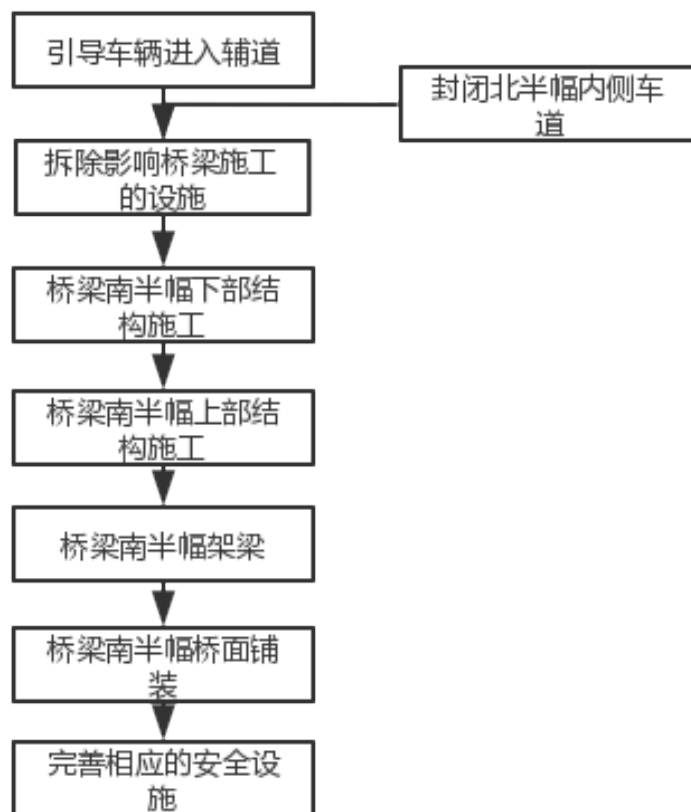 引导车辆进入辅道
封闭北半幅内侧车
道
拆除影响桥梁施工
的设施
桥梁南半幅下部结
构施工
桥梁南半幅上部结
构施工
桥梁南半幅架梁
桥梁南半幅桥面铺
装
完善相应的安全设
施